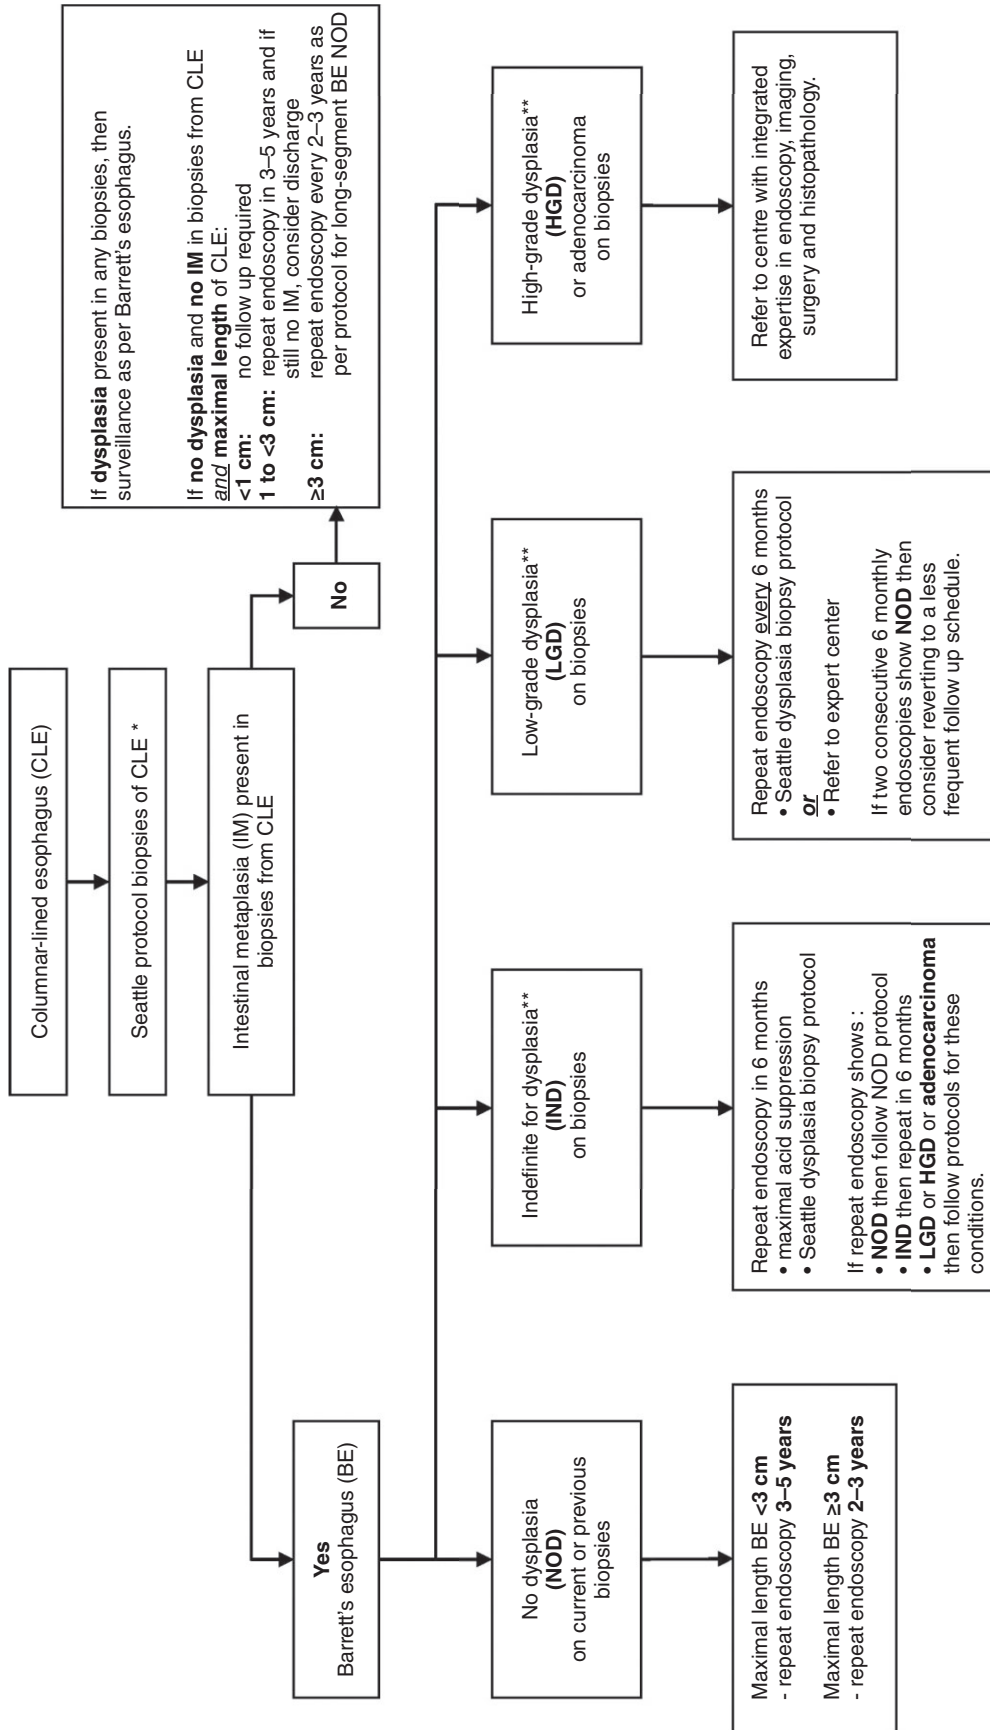 Columnar-lined esophagus (CLE)
Seattle protocol biopsies of CLE *
Intestinal metaplasia (IM) present in
biopsies from CLE
Yes
Barrett's esophagus (BE)
No
If dysplasia present in any biopsies, then
surveillance as per Barrett's esophagus.
If no dysplasia and no IM in biopsies from CLE
and maximal length of CLE:
<1 cm: no follow up required
1 to <3 cm: repeat endoscopy in 3–5 years and if
still no IM, consider discharge
≥3 cm: repeat endoscopy every 2–3 years as
per protocol for long-segment BE NOD
No dysplasia
(NOD)
on current or previous
biopsies
Indefinite for dysplasia**
(IND)
on biopsies
Low-grade dysplasia**
(LGD)
on biopsies
High-grade dysplasia**
(HGD)
or adenocarcinoma
on biopsies
Maximal length BE <3 cm
- repeat endoscopy 3–5 years
Maximal length BE ≥3 cm
- repeat endoscopy 2–3 years
Repeat endoscopy in 6 months
• maximal acid suppression
• Seattle dysplasia biopsy protocol
If repeat endoscopy shows :
• NOD then follow NOD protocol
• IND then repeat in 6 months
• LGD or HGD or adenocarcinoma
then follow protocols for these
conditions.
Repeat endoscopy every 6 months
• Seattle dysplasia biopsy protocol
or
• Refer to expert center
If two consecutive 6 monthly
endoscopies show NOD then
consider reverting to a less
frequent follow up schedule.
Refer to centre with integrated
expertise in endoscopy, imaging,
surgery and histopathology.